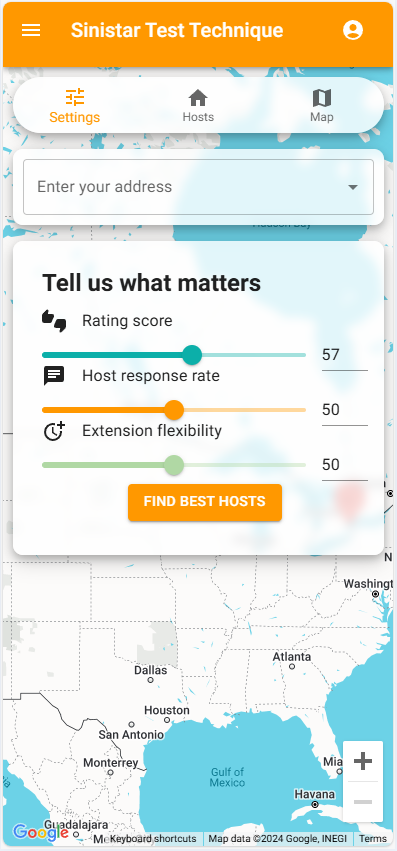 Sinistar Test Technique
Settings
Hosts
Map
Enter your address
Hudson Bay
Tell us what matters
Rating score
57
Host response rate
50
Extension flexibility
50
FIND BEST HOSTS
N
Washingt
Atlanta
Dallas
Houston
San Antonio
Monterrey
Gulf of
Mexico
Mia
Havana
Guadalajara
Google
Me
Keyboard shortcuts
Map data ©2024 Google, INEGI
Terms